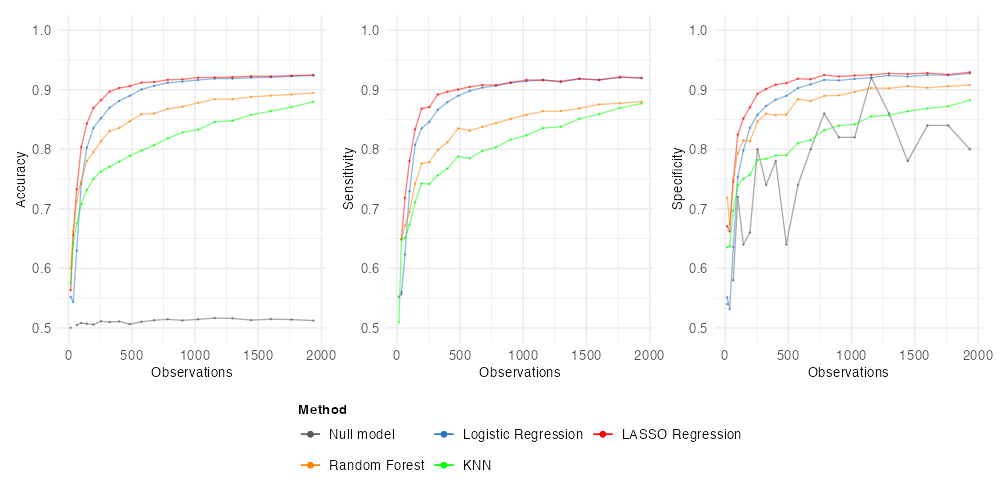 1.0
0.9
0.8
0.7
0.6
0.5
Accuracy
0 500 1000 1500 2000
Observations
1.0
0.9
0.8
0.7
0.6
0.5
Sensitivity
0 500 1000 1500 2000
Observations
1.0
0.9
0.8
0.7
0.6
0.5
Specificity
0 500 1000 1500 2000
Observations
Method
Null model Logistic Regression LASSO Regression
Random Forest KNN